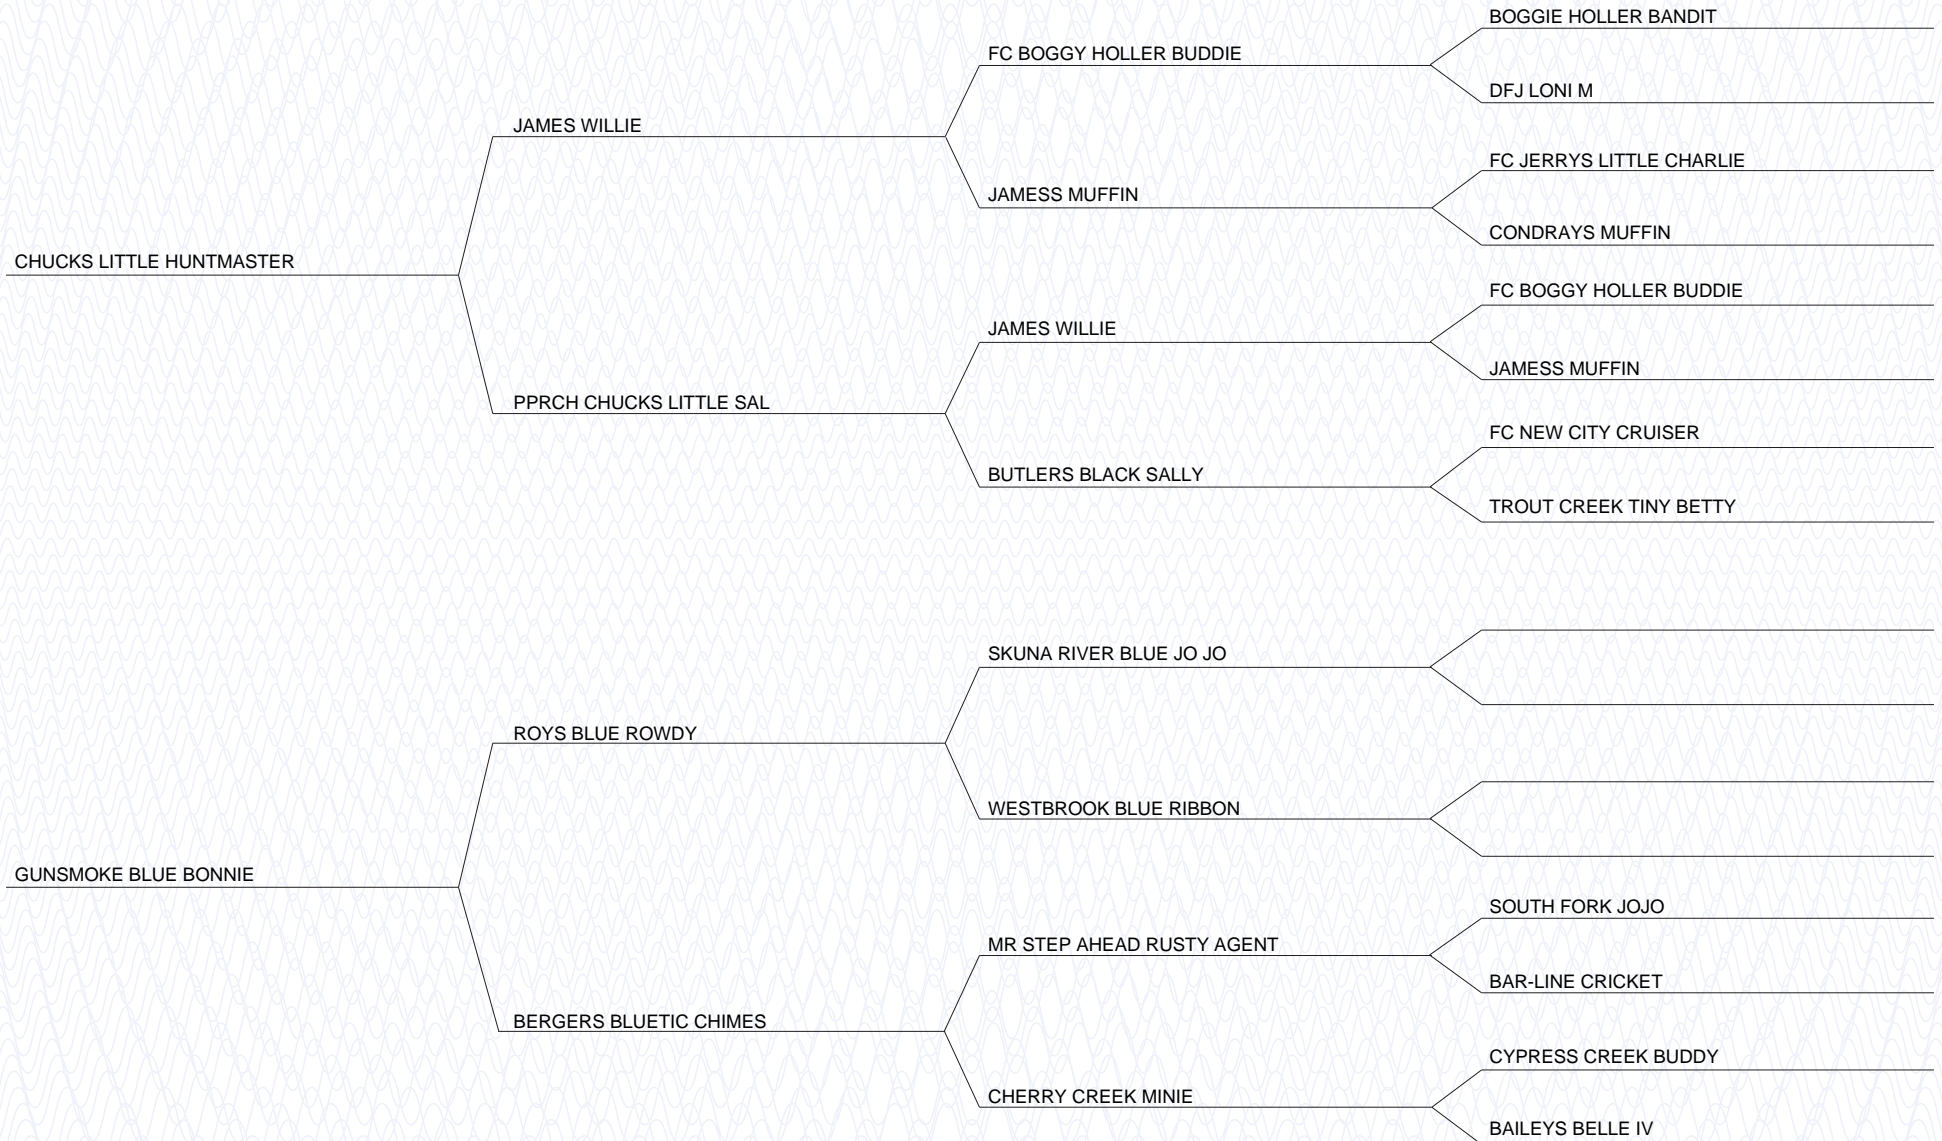 BOGGIE HOLLER BANDIT
FC BOGGY HOLLER BUDDIE
DFJ LONI M
JAMES WILLIE
FC JERRYS LITTLE CHARLIE
JAMESS MUFFIN
CONDRAYS MUFFIN
CHUCKS LITTLE HUNTMASTER
FC BOGGY HOLLER BUDDIE
JAMES WILLIE
JAMESS MUFFIN
PPRCH CHUCKS LITTLE SAL
FC NEW CITY CRUISER
BUTLERS BLACK SALLY
TROUT CREEK TINY BETTY
SKUNA RIVER BLUE JO JO
ROYS BLUE ROWDY
WESTBROOK BLUE RIBBON
GUNSMOKE BLUE BONNIE
SOUTH FORK JOJO
MR STEP AHEAD RUSTY AGENT
BAR-LINE CRICKET
BERGERS BLUETIC CHIMES
CYPRESS CREEK BUDDY
CHERRY CREEK MINIE
BAILEYS BELLE IV